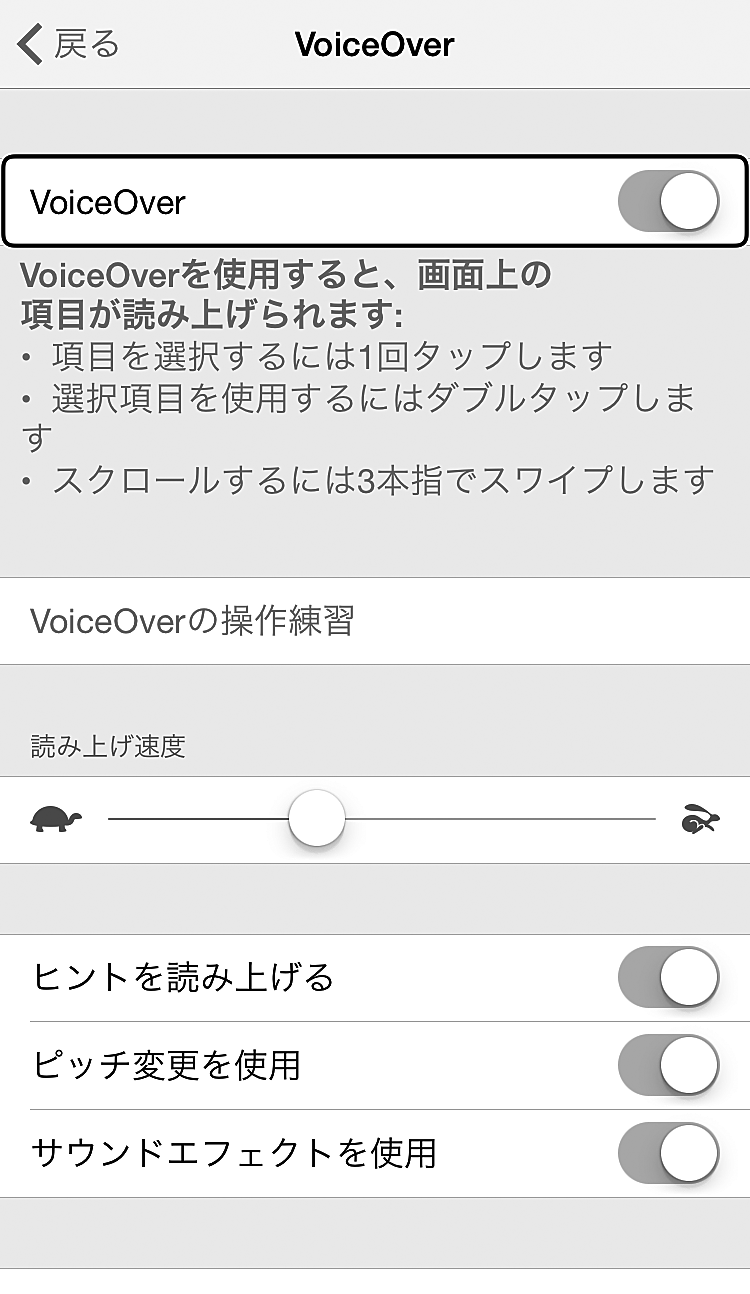 戻る
VoiceOver
VoiceOver
VoiceOverを使用すると、画面上の
項目が読み上げられます:
• 項目を選択するには1回タップします
• 選択項目を使用するにはダブルタップしま
す
• スクロールするには3本指でスワイプします
VoiceOverの操作練習
読み上げ速度
ヒントを読み上げる
ピッチ変更を使用
サウンドエフェクトを使用